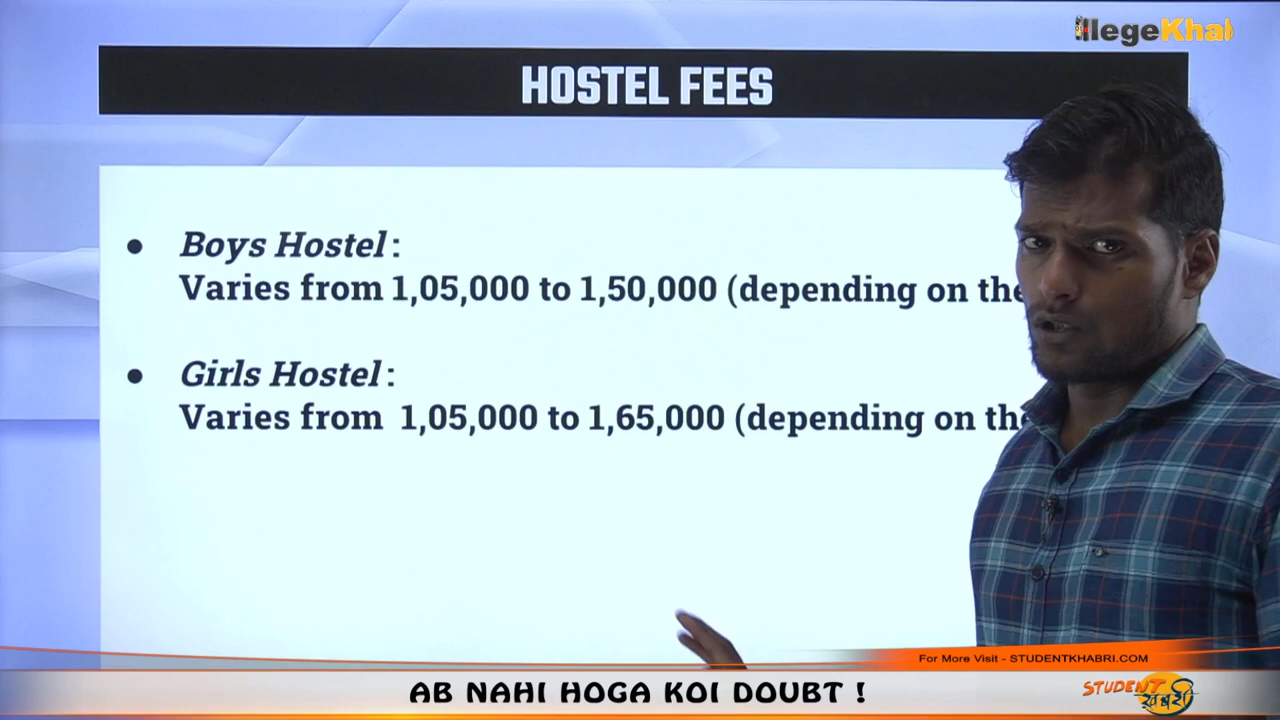 llegeKhab
HOSTEL FEES
● Boys Hostel :
Varies from 1,05,000 to 1,50,000 (depending on the
● Girls Hostel :
Varies from 1,05,000 to 1,65,000 (depending on the
For More Visit - STUDENTKHABRI.COM
AB NAHI HOGA KOI DOUBT !
STUDENT
खबरी